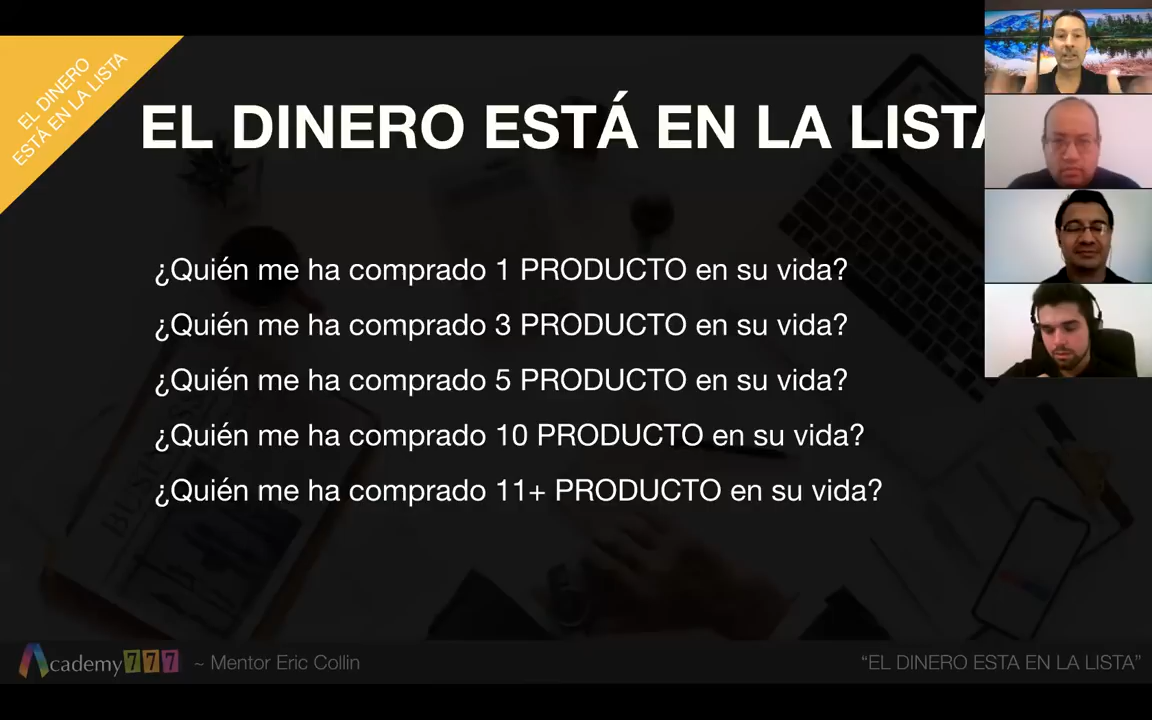 EL DINERO
ESTÁ EN LA LISTA
EL DINERO ESTÁ EN LA LISTA
¿Quién me ha comprado 1 PRODUCTO en su vida?
¿Quién me ha comprado 3 PRODUCTO en su vida?
¿Quién me ha comprado 5 PRODUCTO en su vida?
¿Quién me ha comprado 10 PRODUCTO en su vida?
¿Quién me ha comprado 11+ PRODUCTO en su vida?
Academy777 ~ Mentor Eric Collin
“EL DINERO ESTA EN LA LISTA”